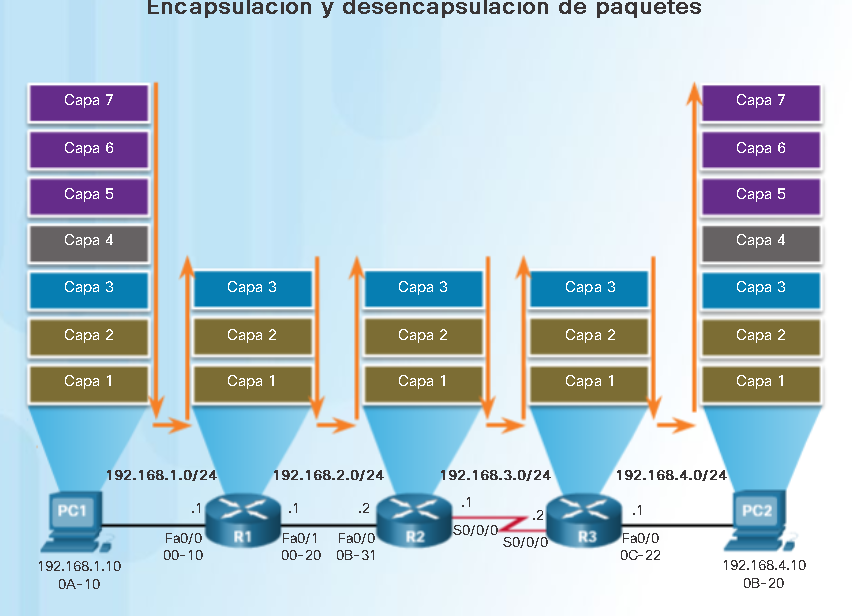 Encapsulación y desencapsulación de paquetes
Capa 7
Capa 6
Capa 5
Capa 4
Capa 3
Capa 2
Capa 1
Capa 3
Capa 2
Capa 1
Capa 3
Capa 2
Capa 1
Capa 3
Capa 2
Capa 1
Capa 7
Capa 6
Capa 5
Capa 4
Capa 3
Capa 2
Capa 1
192.168.1.0/24
192.168.2.0/24
192.168.3.0/24
192.168.4.0/24
PC1
192.168.1.10
0A-10
.1
Fa0/0
00-10
R1
.1
Fa0/1
00-20
.2
Fa0/0
0B-31
R2
.1
S0/0/0
.2
S0/0/0
R3
.1
Fa0/0
0C-22
PC2
192.168.4.10
0B-20